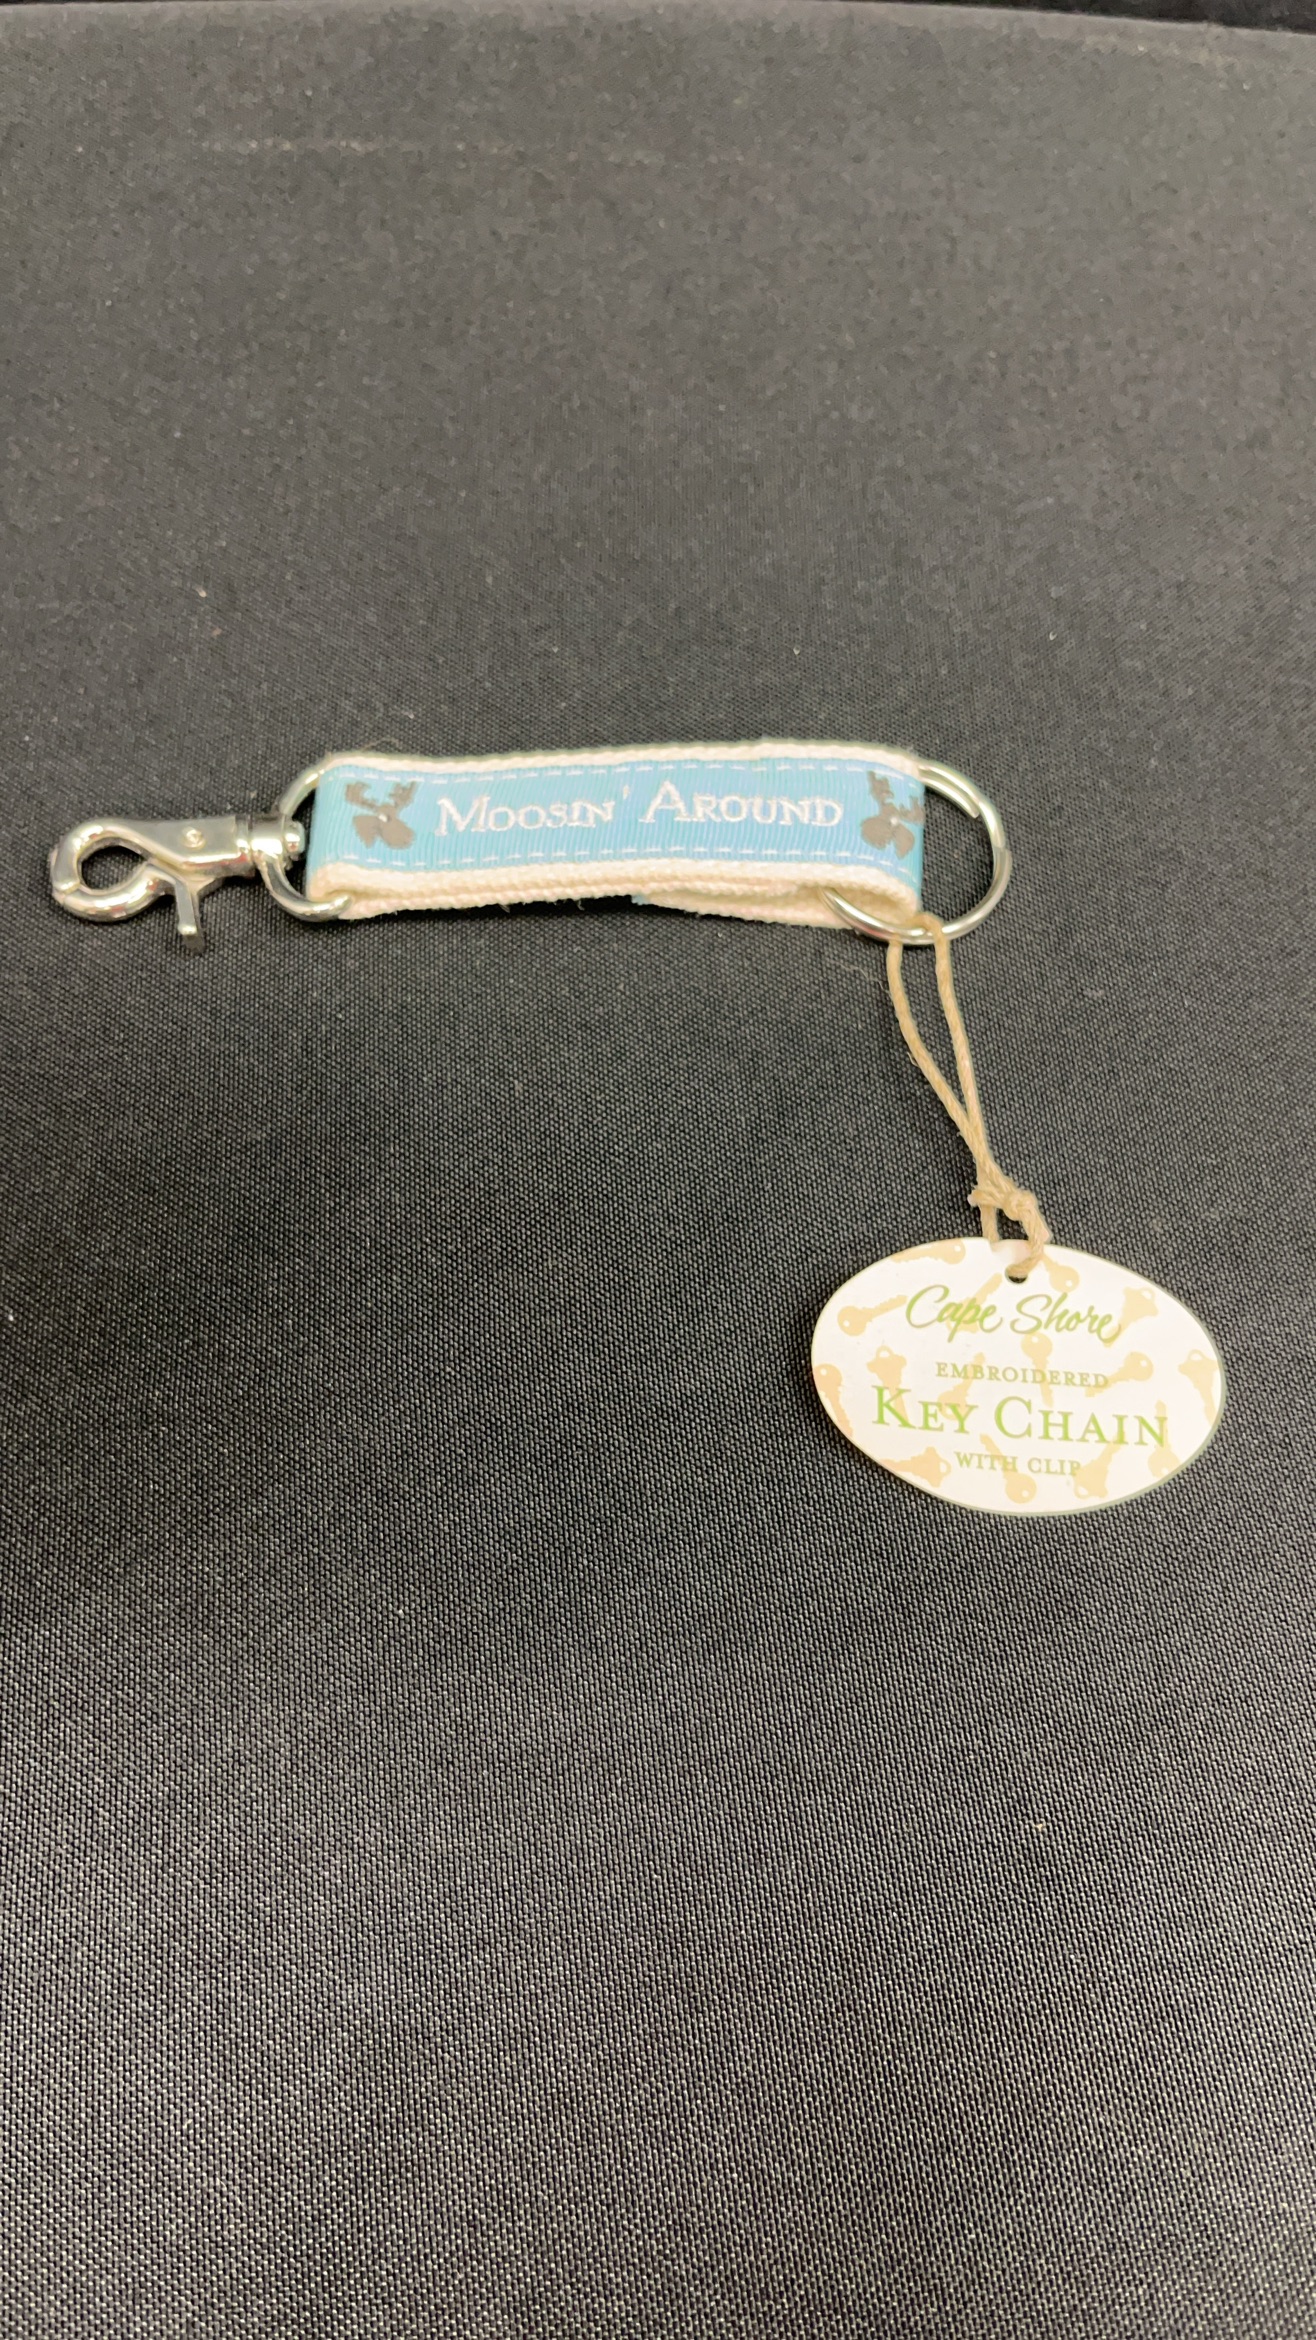 Moosin' Around
Cape Shore
EMBROIDERED
KEY CHAIN
WITH CLIP